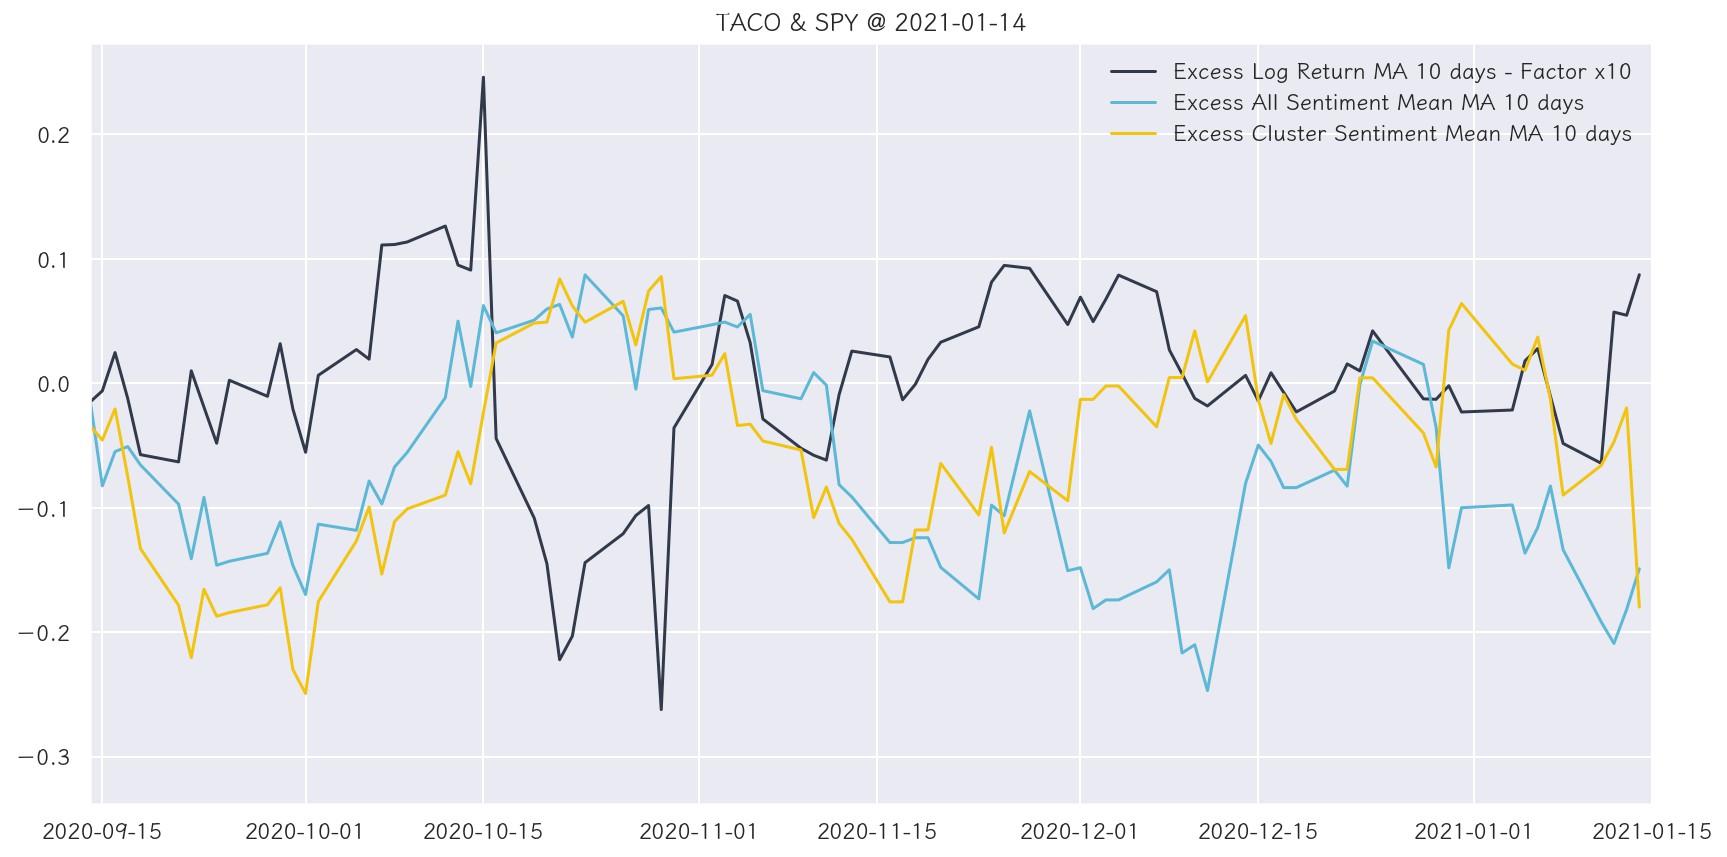 TACO & SPY @ 2021-01-14
Excess Log Return MA 10 days - Factor x10
Excess All Sentiment Mean MA 10 days
Excess Cluster Sentiment Mean MA 10 days
0.2
0.1
0.0
−0.1
−0.2
−0.3
2020-09-15 2020-10-01 2020-10-15 2020-11-01 2020-11-15 2020-12-01 2020-12-15 2021-01-01 2021-01-15